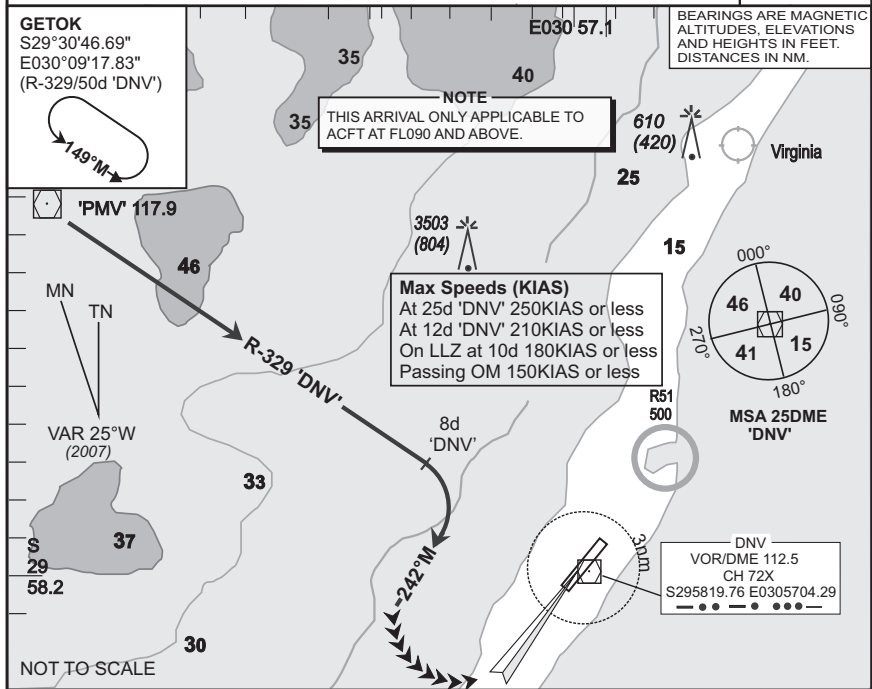 GETOK
S29°30'46.69"
E030°09'17.83"
(R-329/50d 'DNV')
149°M
E030 57.1
BEARINGS ARE MAGNETIC
ALTITUDES, ELEVATIONS
AND HEIGHTS IN FEET.
DISTANCES IN NM.
35
40
35
NOTE
THIS ARRIVAL ONLY APPLICABLE TO
ACFT AT FL090 AND ABOVE.
610
(420)
Virginia
25
'PMV' 117.9
3503
(804)
15
46
Max Speeds (KIAS)
At 25d 'DNV' 250KIAS or less
At 12d 'DNV' 210KIAS or less
On LLZ at 10d 180KIAS or less
Passing OM 150KIAS or less
000°
46
40
090°
270°
41
15
180°
MSA 25DME
'DNV'
MN
TN
VAR 25°W
(2007)
R-329 'DNV'
R51
500
8d
'DNV'
33
37
S
29
58.2
242°M
3n.m
DNV
VOR/DME 112.5
CH 72X
S295819.76 E0305704.29
30
NOT TO SCALE